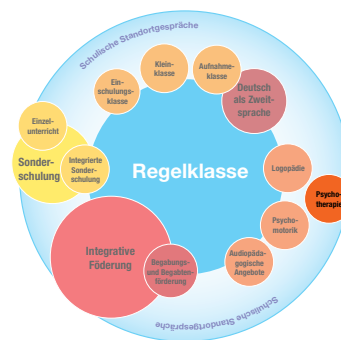 Schulische Standortgespräche
Klein-
klasse
Aufnahme-
klasse
Ein-
schulungs-
klasse
Deutsch
als Zweit-
sprache
Einzel-
unterricht
Sonder-
schulung
Integrierte
Sonder-
schulung
Regelklasse
Logopädie
Psycho-
therapie
Psycho-
motorik
Integrative
Föderung
Begabungs-
und Begabten-
förderung
Audiopäda-
gogische
Angebote
Schulische Standortgespräche